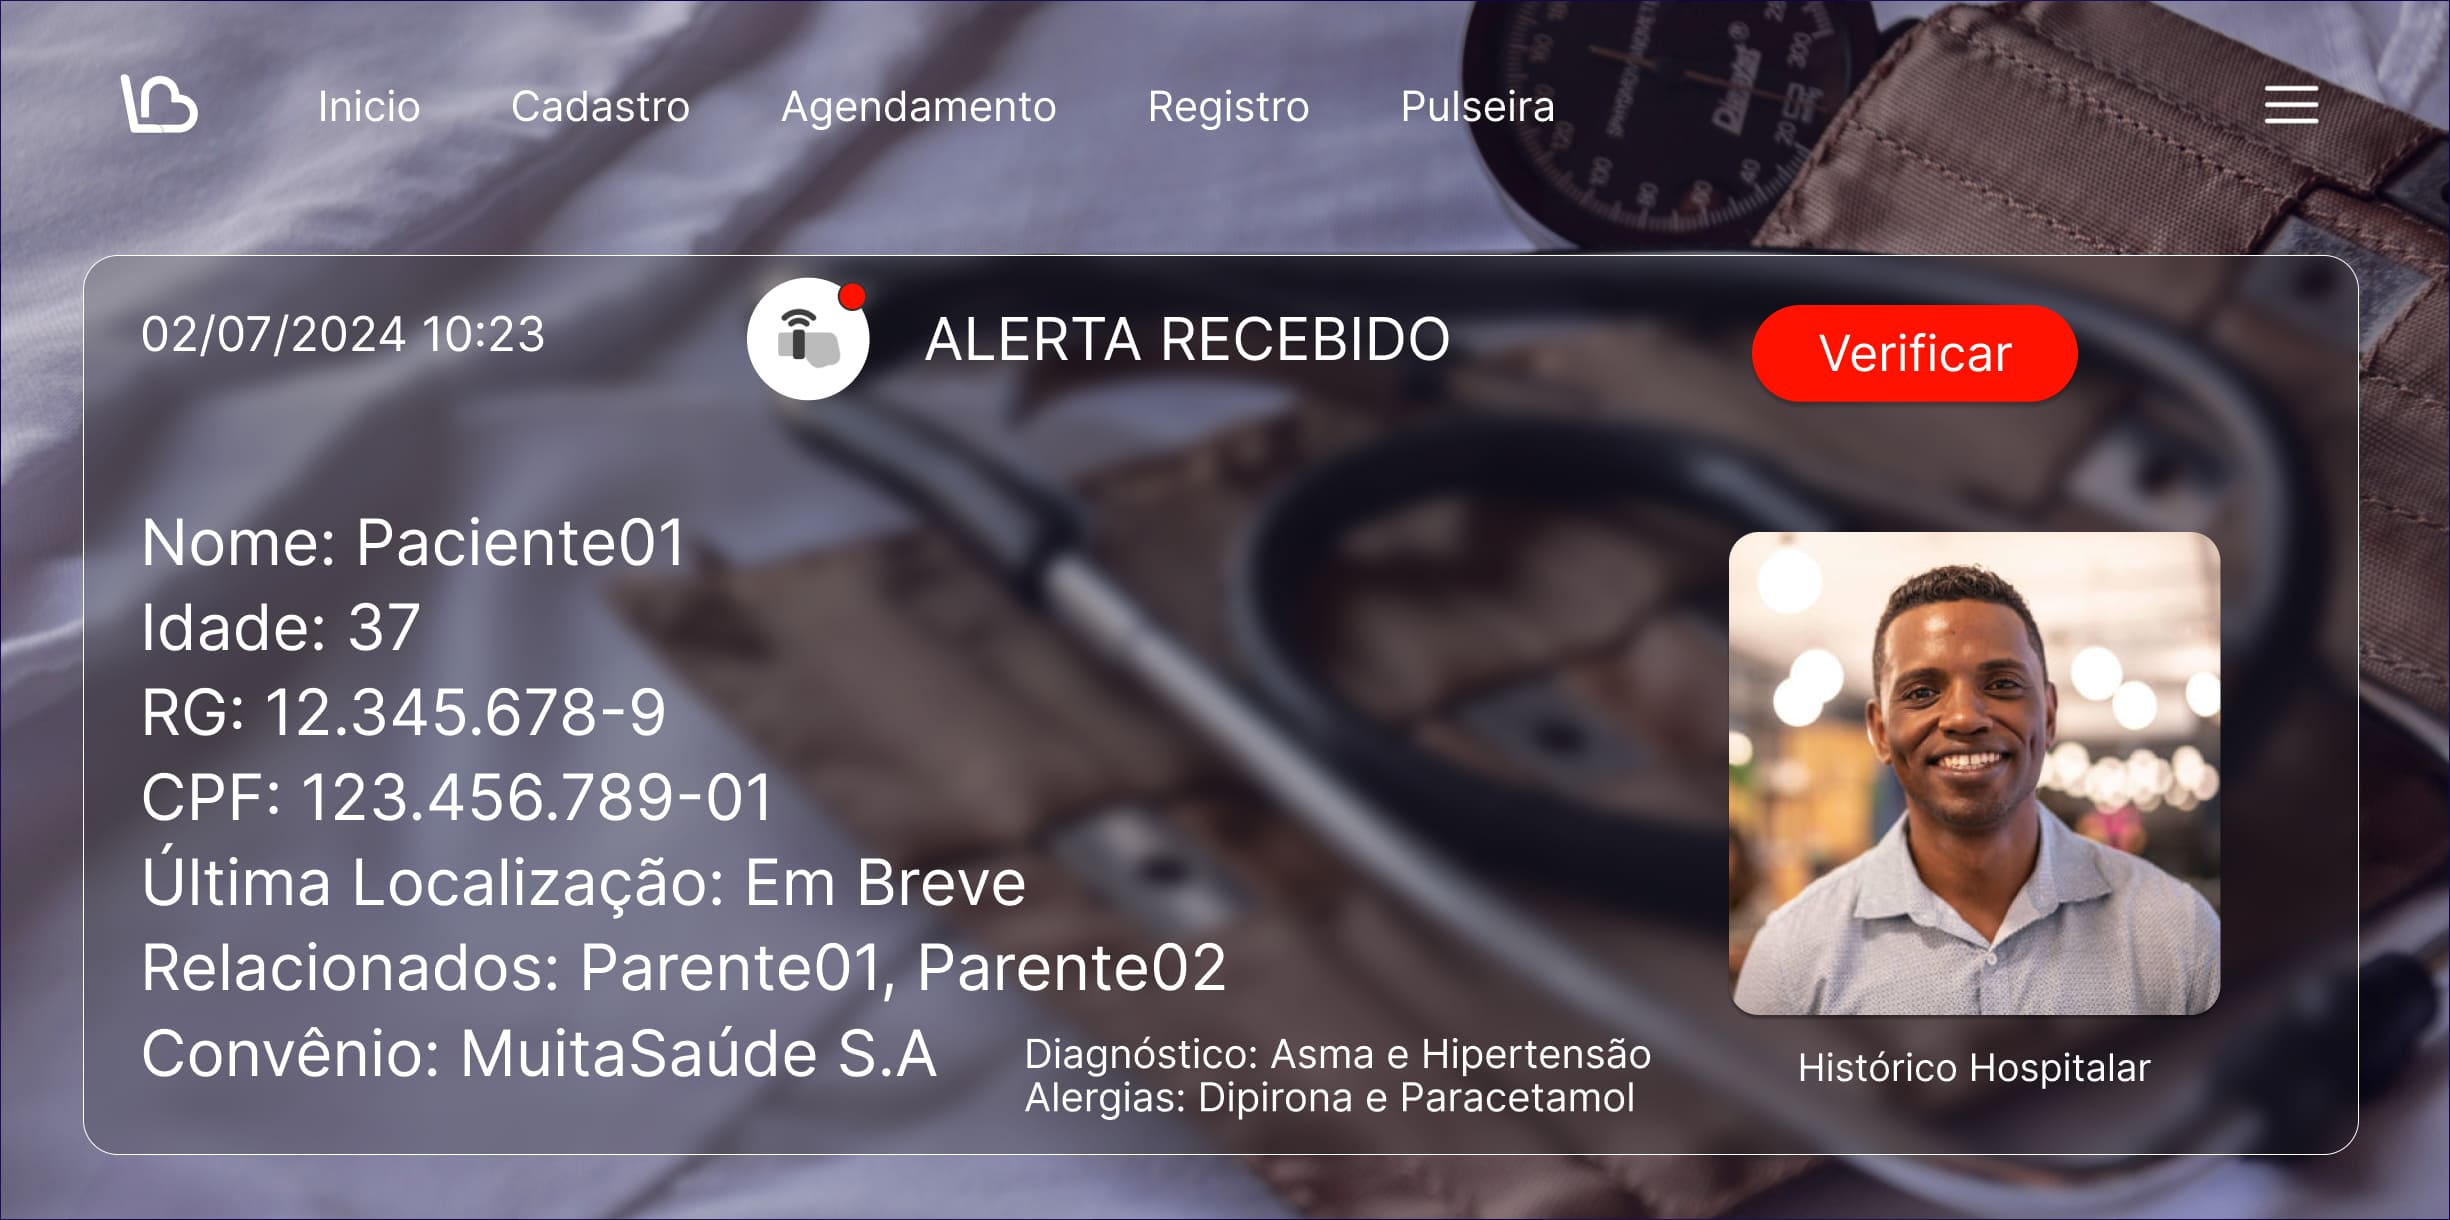 Inicio Cadastro Agendamento Registro Pulseira
02/07/2024 10:23
ALERTA RECEBIDO
Verificar
Nome: Paciente01
Idade: 37
RG: 12.345.678-9
CPF: 123.456.789-01
Última Localização: Em Breve
Relacionados: Parente01, Parente02
Convênio: MuitaSaúde S.A
Diagnóstico: Asma e Hipertensão
Alergias: Dipirona e Paracetamol
Histórico Hospitalar